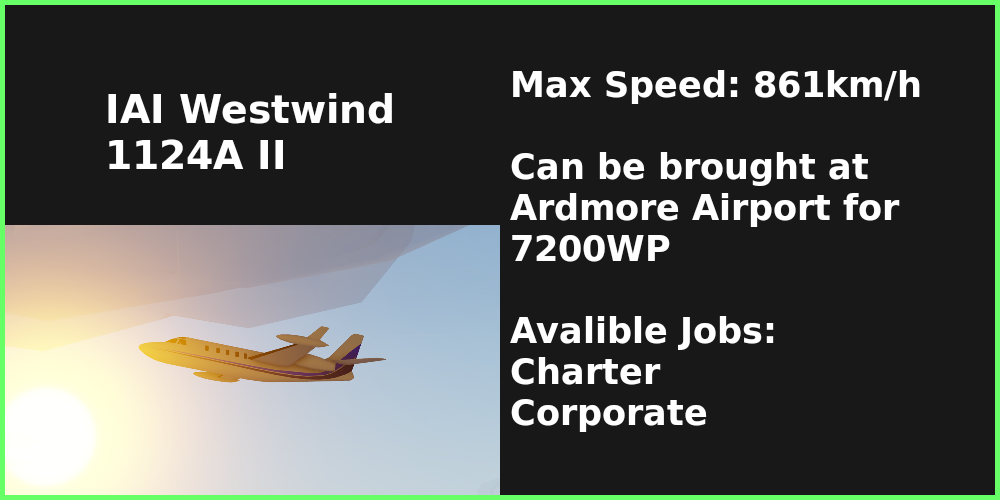 IAI Westwind
1124A II
Max Speed: 861km/h
Can be brought at
Ardmore Airport for
7200WP
Avalible Jobs:
Charter
Corporate